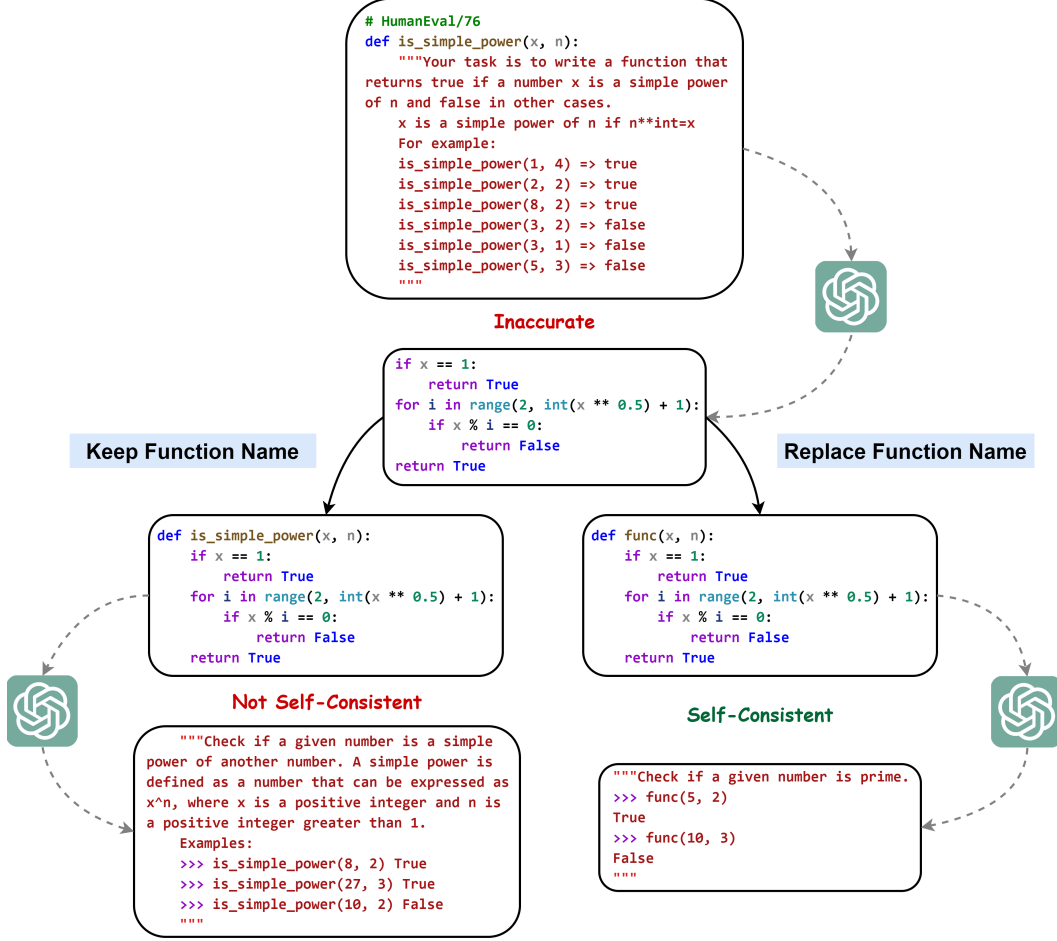 # HumanEval/76
def is_simple_power(x, n):
    """Your task is to write a function that
returns true if a number x is a simple power
of n and false in other cases.
    x is a simple power of n if n**int=x
    For example:
    is_simple_power(1, 4) => true
    is_simple_power(2, 2) => true
    is_simple_power(8, 2) => true
    is_simple_power(3, 2) => false
    is_simple_power(3, 1) => false
    is_simple_power(5, 3) => false
    """
Inaccurate
if x == 1:
    return True
for i in range(2, int(x ** 0.5) + 1):
    if x % i == 0:
        return False
return True
Keep Function Name
Replace Function Name
def is_simple_power(x, n):
    if x == 1:
        return True
    for i in range(2, int(x ** 0.5) + 1):
        if x % i == 0:
            return False
    return True
def func(x, n):
    if x == 1:
        return True
    for i in range(2, int(x ** 0.5) + 1):
        if x % i == 0:
            return False
    return True
Not Self-Consistent
    """Check if a given number is a simple
power of another number. A simple power is
defined as a number that can be expressed as
x^n, where x is a positive integer and n is
a positive integer greater than 1.
    Examples:
    >>> is_simple_power(8, 2) True
    >>> is_simple_power(27, 3) True
    >>> is_simple_power(10, 2) False
    """
Self-Consistent
"""Check if a given number is prime.
>>> func(5, 2)
True
>>> func(10, 3)
False
"""